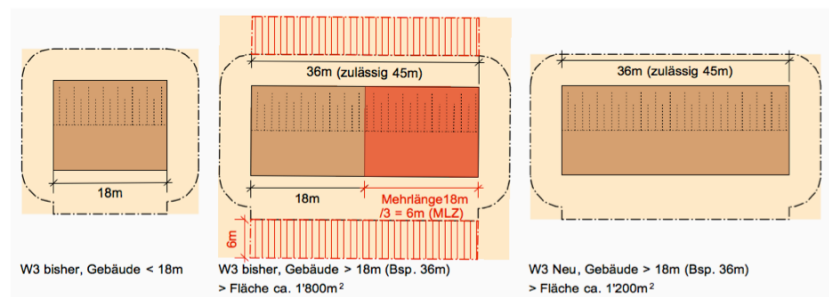 36m (zulässig 45m)
36m (zulässig 45m)
18m
18m
Mehrlänge18m
/3 = 6m (MLZ)
6m
W3 bisher, Gebäude < 18m
W3 bisher, Gebäude > 18m (Bsp. 36m)
> Fläche ca. 1'800m²
W3 Neu, Gebäude > 18m (Bsp. 36m)
> Fläche ca. 1'200m²